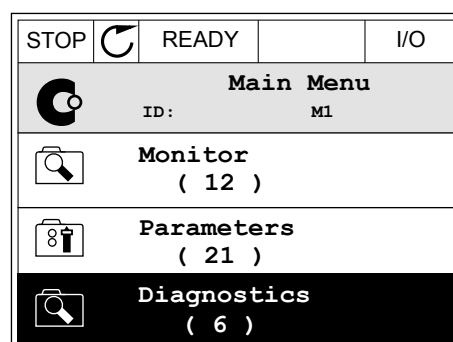 STOP READY I/O
Main Menu
ID: M1
Monitor
( 12 )
Parameters
( 21 )
Diagnostics
( 6 )